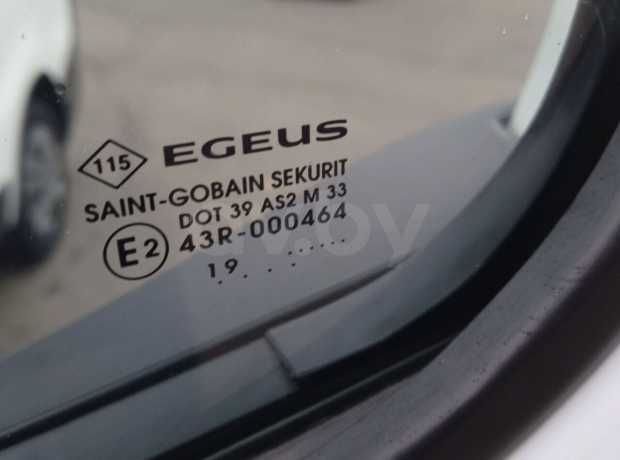 115 EGEUS
SAINT-GOBAIN SEKURIT
DOT 39 AS2 M 33
E2 43R-000464
.19. . . ......